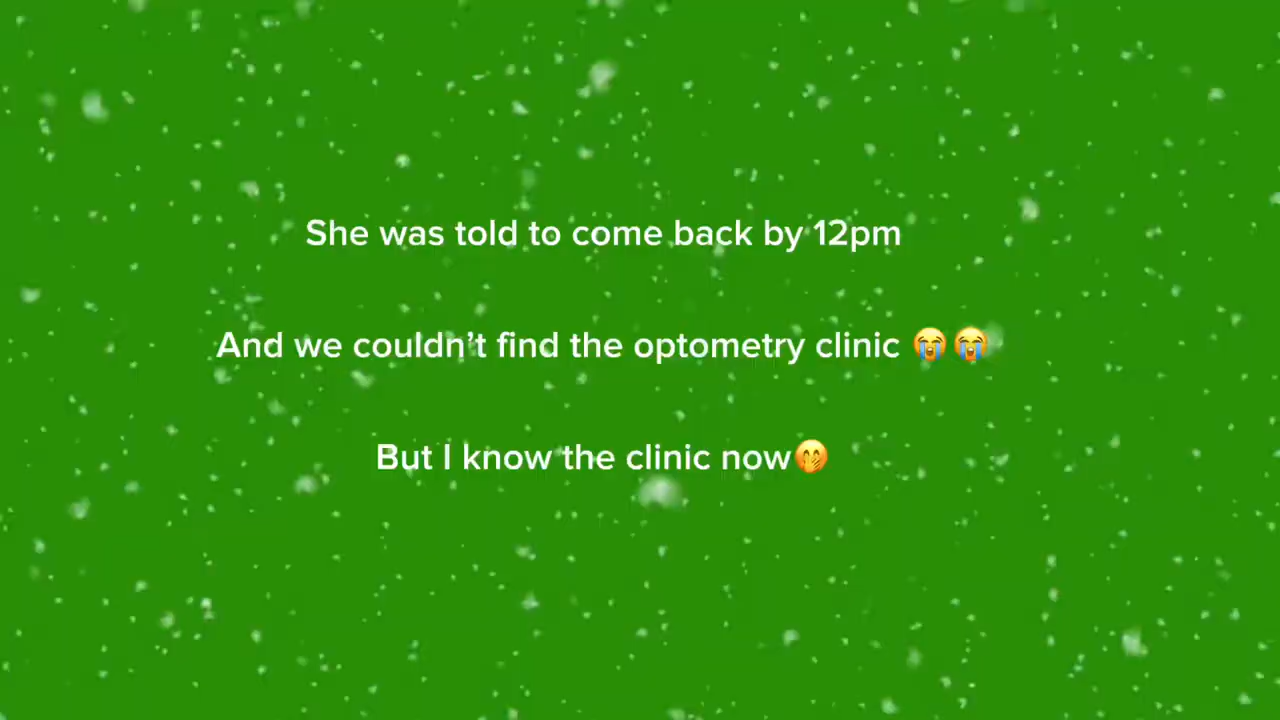 She was told to come back by 12pm
And we couldn’t find the optometry clinic 😭😭
But I know the clinic now🤭